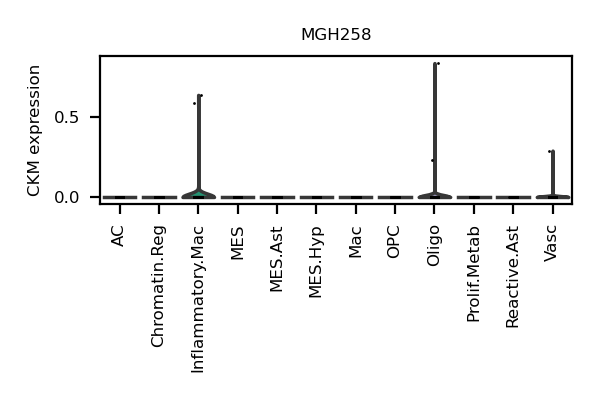 MGH258
CKM expression
0.5
0.0
AC
Chromatin.Reg
Inflammatory.Mac
MES
MES.Ast
MES.Hyp
Mac
OPC
Oligo
Prolif.Metab
Reactive.Ast
Vasc